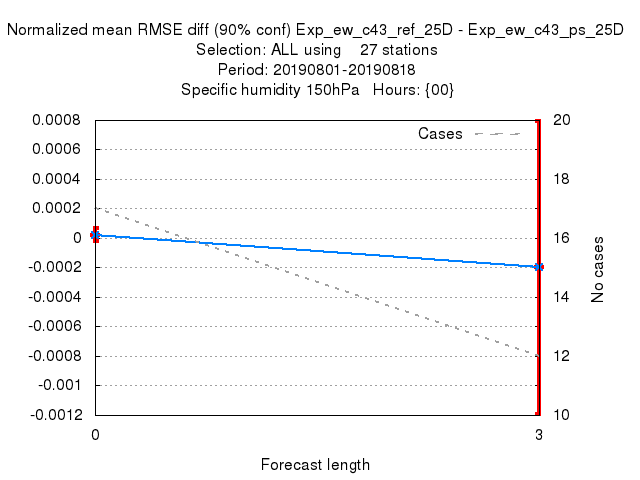 Normalized mean RMSE diff (90% conf) Exp_ew_c43_ref_25D - Exp_ew_c43_ps_25D
Selection: ALL using 27 stations
Period: 20190801-20190818
Specific humidity 150hPa Hours: {00}
Cases
0.0008
0.0006
0.0004
0.0002
0
-0.0002
-0.0004
-0.0006
-0.0008
-0.001
-0.0012
20
18
16
14
12
10
No cases
0
3
Forecast length